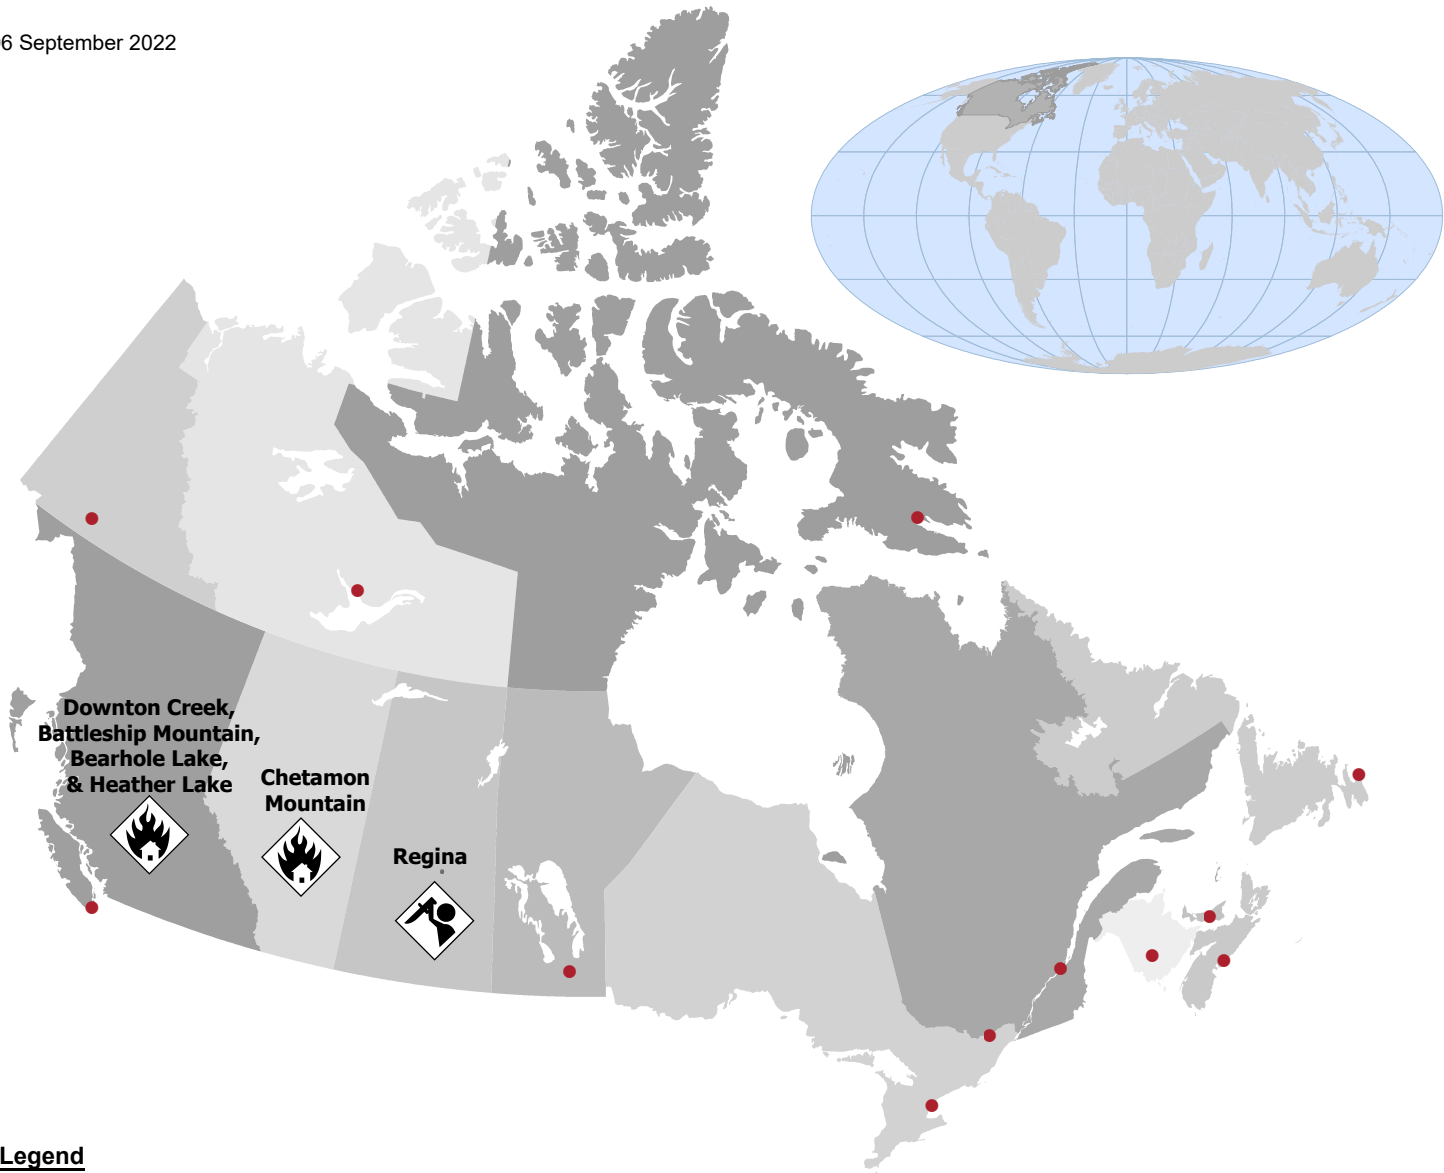 6 September 2022
Downton Creek,
Battleship Mountain,
Bearhole Lake,
& Heather Lake
Chetamon
Mountain
Regina
Legend